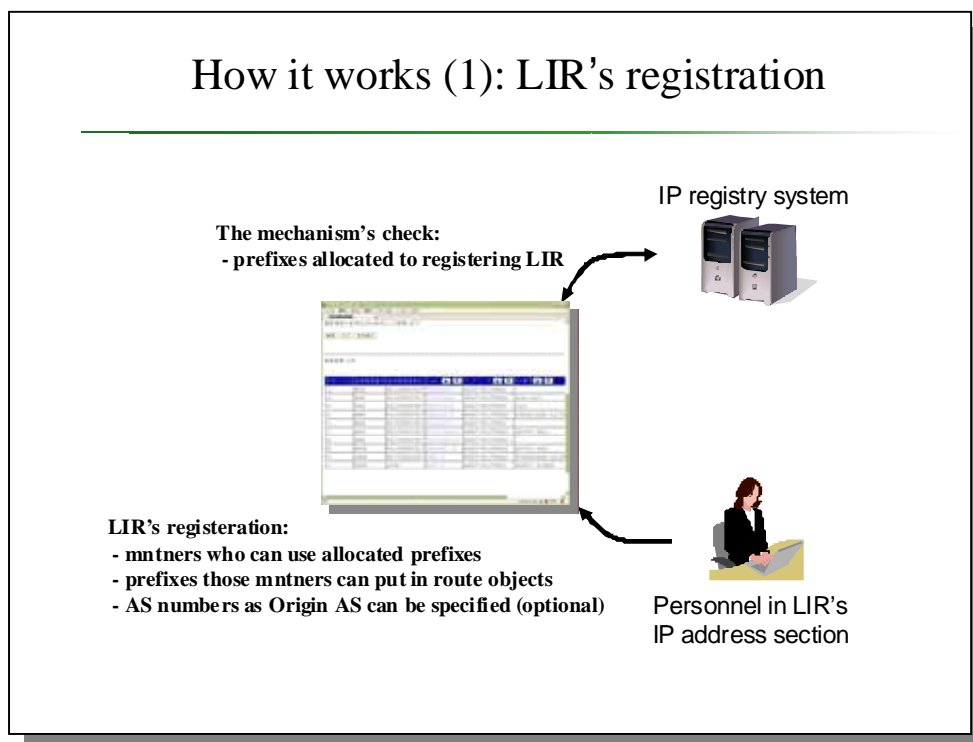 How it works (1): LIR's registration
IP registry system
The mechanism's check:
- prefixes allocated to registering LIR
LIR's registeration:
- mntners who can use allocated prefixes
- prefixes those mntners can put in route objects
- AS numbers as Origin AS can be specified (optional)
Personnel in LIR's
IP address section